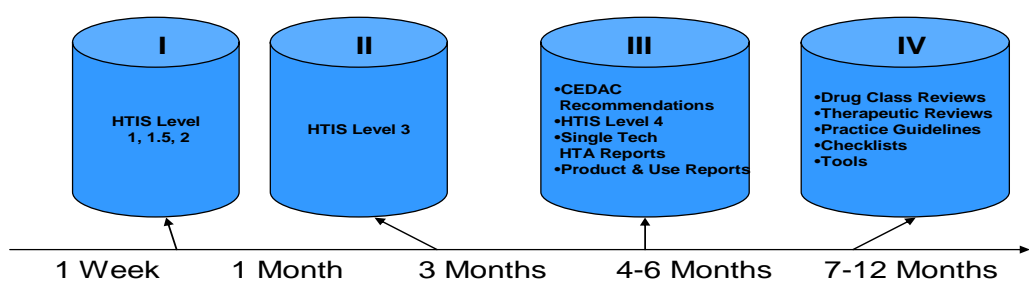 I
HTIS Level
1, 1.5, 2
II
HTIS Level 3
III
•CEDAC
Recommendations
•HTIS Level 4
•Single Tech
HTA Reports
•Product & Use Reports
IV
•Drug Class Reviews
•Therapeutic Reviews
•Practice Guidelines
•Checklists
•Tools
1 Week
1 Month
3 Months
4-6 Months
7-12 Months